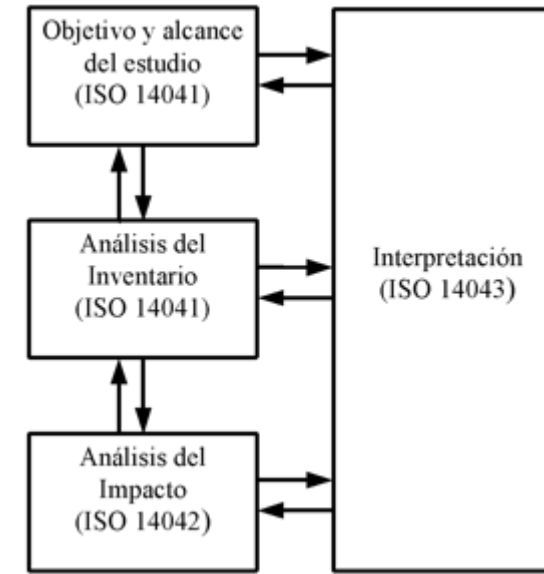 Objetivo y alcance
del estudio
(ISO 14041)
Análisis del
Inventario
(ISO 14041)
Interpretación
(ISO 14043)
Análisis del
Impacto
(ISO 14042)